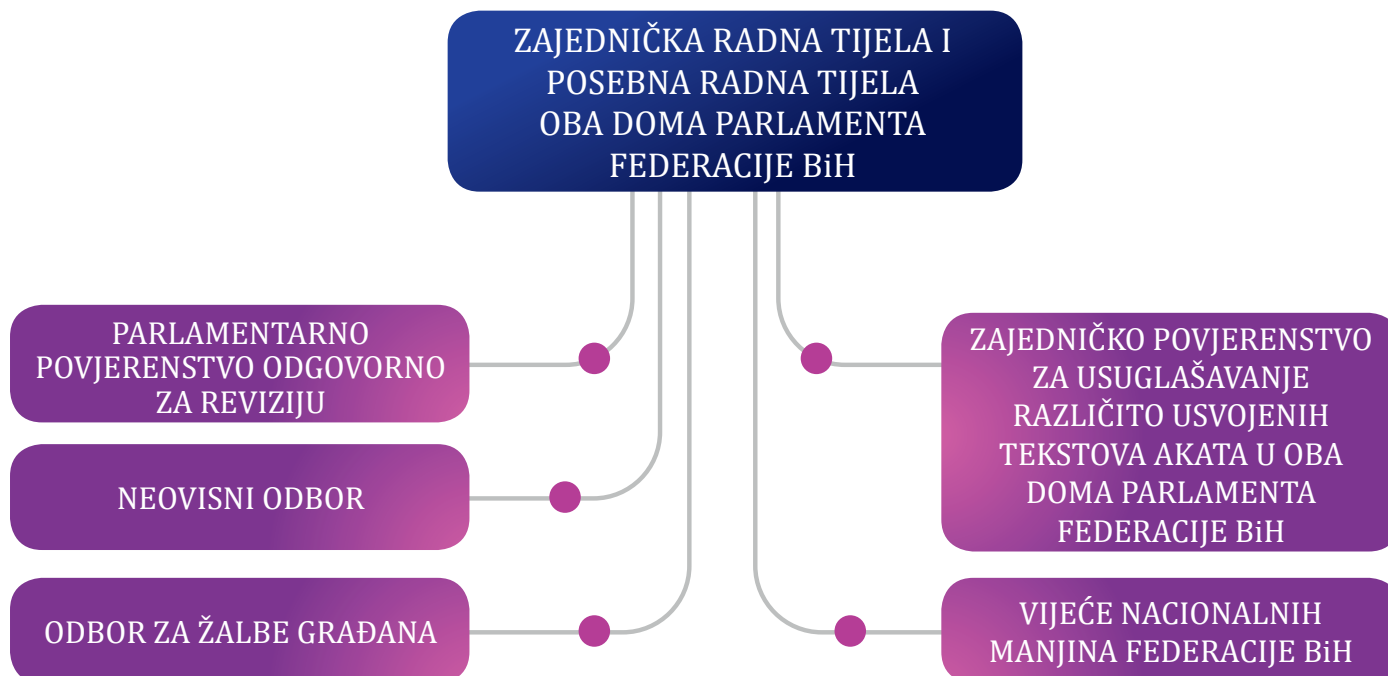 ZAJEDNIČKA RADNA TIJELA I
POSEBNA RADNA TIJELA
OBA DOMA PARLAMENTA
FEDERACIJE BiH
PARLAMENTARNO
POVJERENSTVO ODGOVORNO
ZA REVIZIJU
NEOVISNI ODBOR
ODBOR ZA ŽALBE GRAĐANA
ZAJEDNIČKO POVJERENSTVO
ZA USUGLAŠAVANJE
RAZLIČITO USVOJENIH
TEKSTOVA AKATA U OBA
DOMA PARLAMENTA
FEDERACIJE BiH
VIJEĆE NACIONALNIH
MANJINA FEDERACIJE BiH